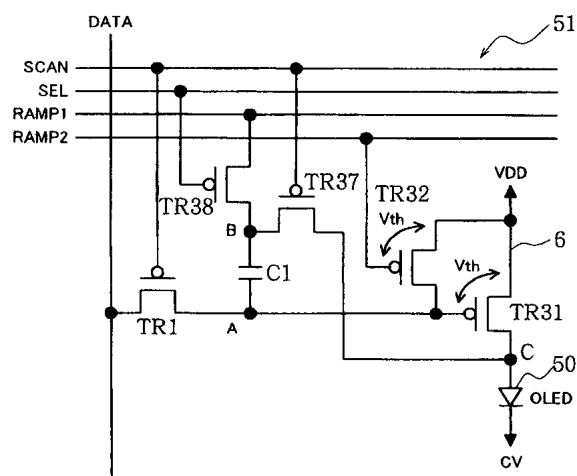 DATA
51
SCAN
SEL
RAMP1
RAMP2
TR37
TR32
VDD
TR38
Vth
6
B
Vth
C1
TR31
TR1
A
C
50
OLED
CV